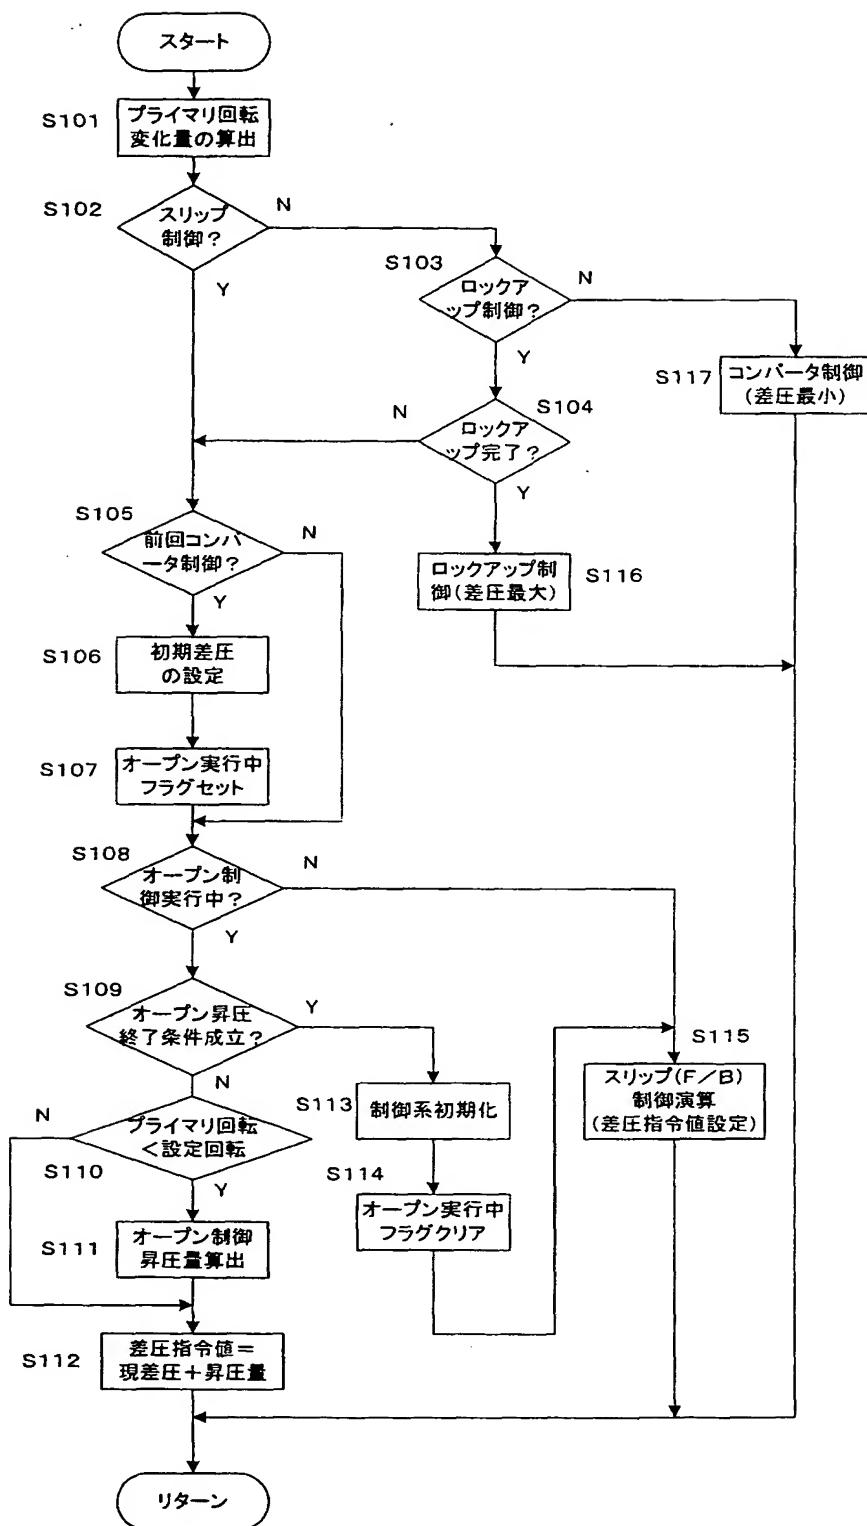 スタート
S101
プライマリ回転
変化量の算出
S102
スリップ
制御?
N
Y
S103
ロックア
ップ制御?
N
Y
S117
コンバータ制御
(差圧最小)
S104
ロックア
ップ完了?
N
Y
S105
前回コンバ
ータ制御?
N
Y
ロックアップ制
御(差圧最大)
S116
S106
初期差圧
の設定
S107
オープン実行中
フラグセット
S108
オープン制
御実行中?
N
Y
S109
オープン昇圧
終了条件成立?
Y
N
S115
スリップ(F/B)
制御演算
(差圧指令値設定)
S113
制御系初期化
N
プライマリ回転
<設定回転
S110
Y
S114
オープン実行中
フラグクリア
S111
オープン制御
昇圧量算出
S112
差圧指令値=
現差圧+昇圧量
リターン